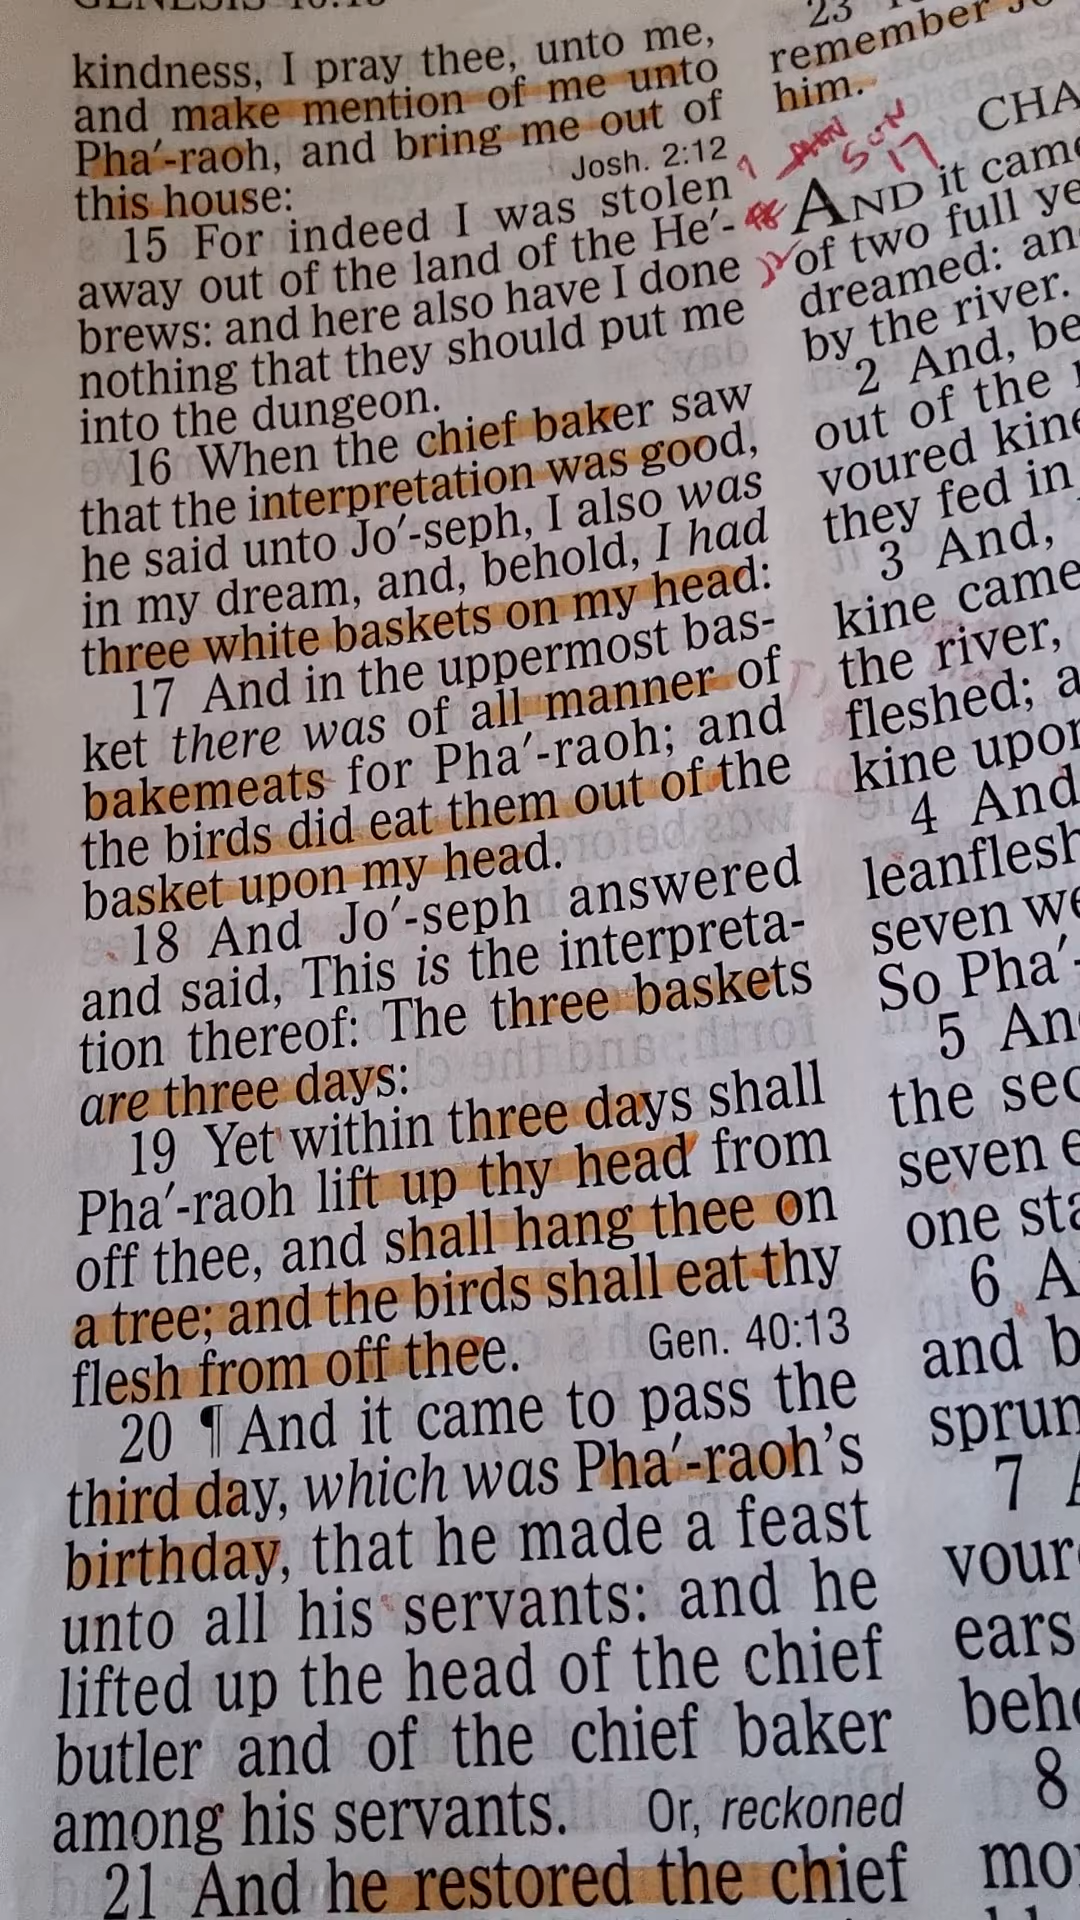 kindness, I pray thee, unto me,
and make mention of me unto
Pha′-raoh, and bring me out of
this house:
Josh. 2:12
15 For indeed I was stolen
away out of the land of the He′-
brews: and here also have I done
nothing that they should put me
into the dungeon.
16 When the chief baker saw
that the interpretation was good,
he said unto Jo′-seph, I also was
in my dream, and, behold, I had
three white baskets on my head:
17 And in the uppermost bas-
ket there was of all manner of
bakemeats for Pha′-raoh; and
the birds did eat them out of the
basket upon my head.
18 And Jo′-seph answered
and said, This is the interpreta-
tion thereof: The three baskets
are three days:
19 Yet within three days shall
Pha′-raoh lift up thy head from
off thee, and shall hang thee on
a tree; and the birds shall eat thy
flesh from off thee.
Gen. 40:13
20 ¶ And it came to pass the
third day, which was Pha′-raoh's
birthday, that he made a feast
unto all his servants: and he
lifted up the head of the chief
butler and of the chief baker
among his servants.
Or, reckoned
21 And he restored the chief
23
remember
him.
SUN
17
CHA
AND it came
of two full ye
dreamed: an
by the river.
2 And, be
out of the
voured kine
they fed in
3 And,
kine came
the river,
fleshed; a
kine upon
4 And
leanflesh
seven we
So Pha′-
5 An
the sec
seven e
one sta
6 A
and b
sprun
7 A
vour
ears
beho
8
mo